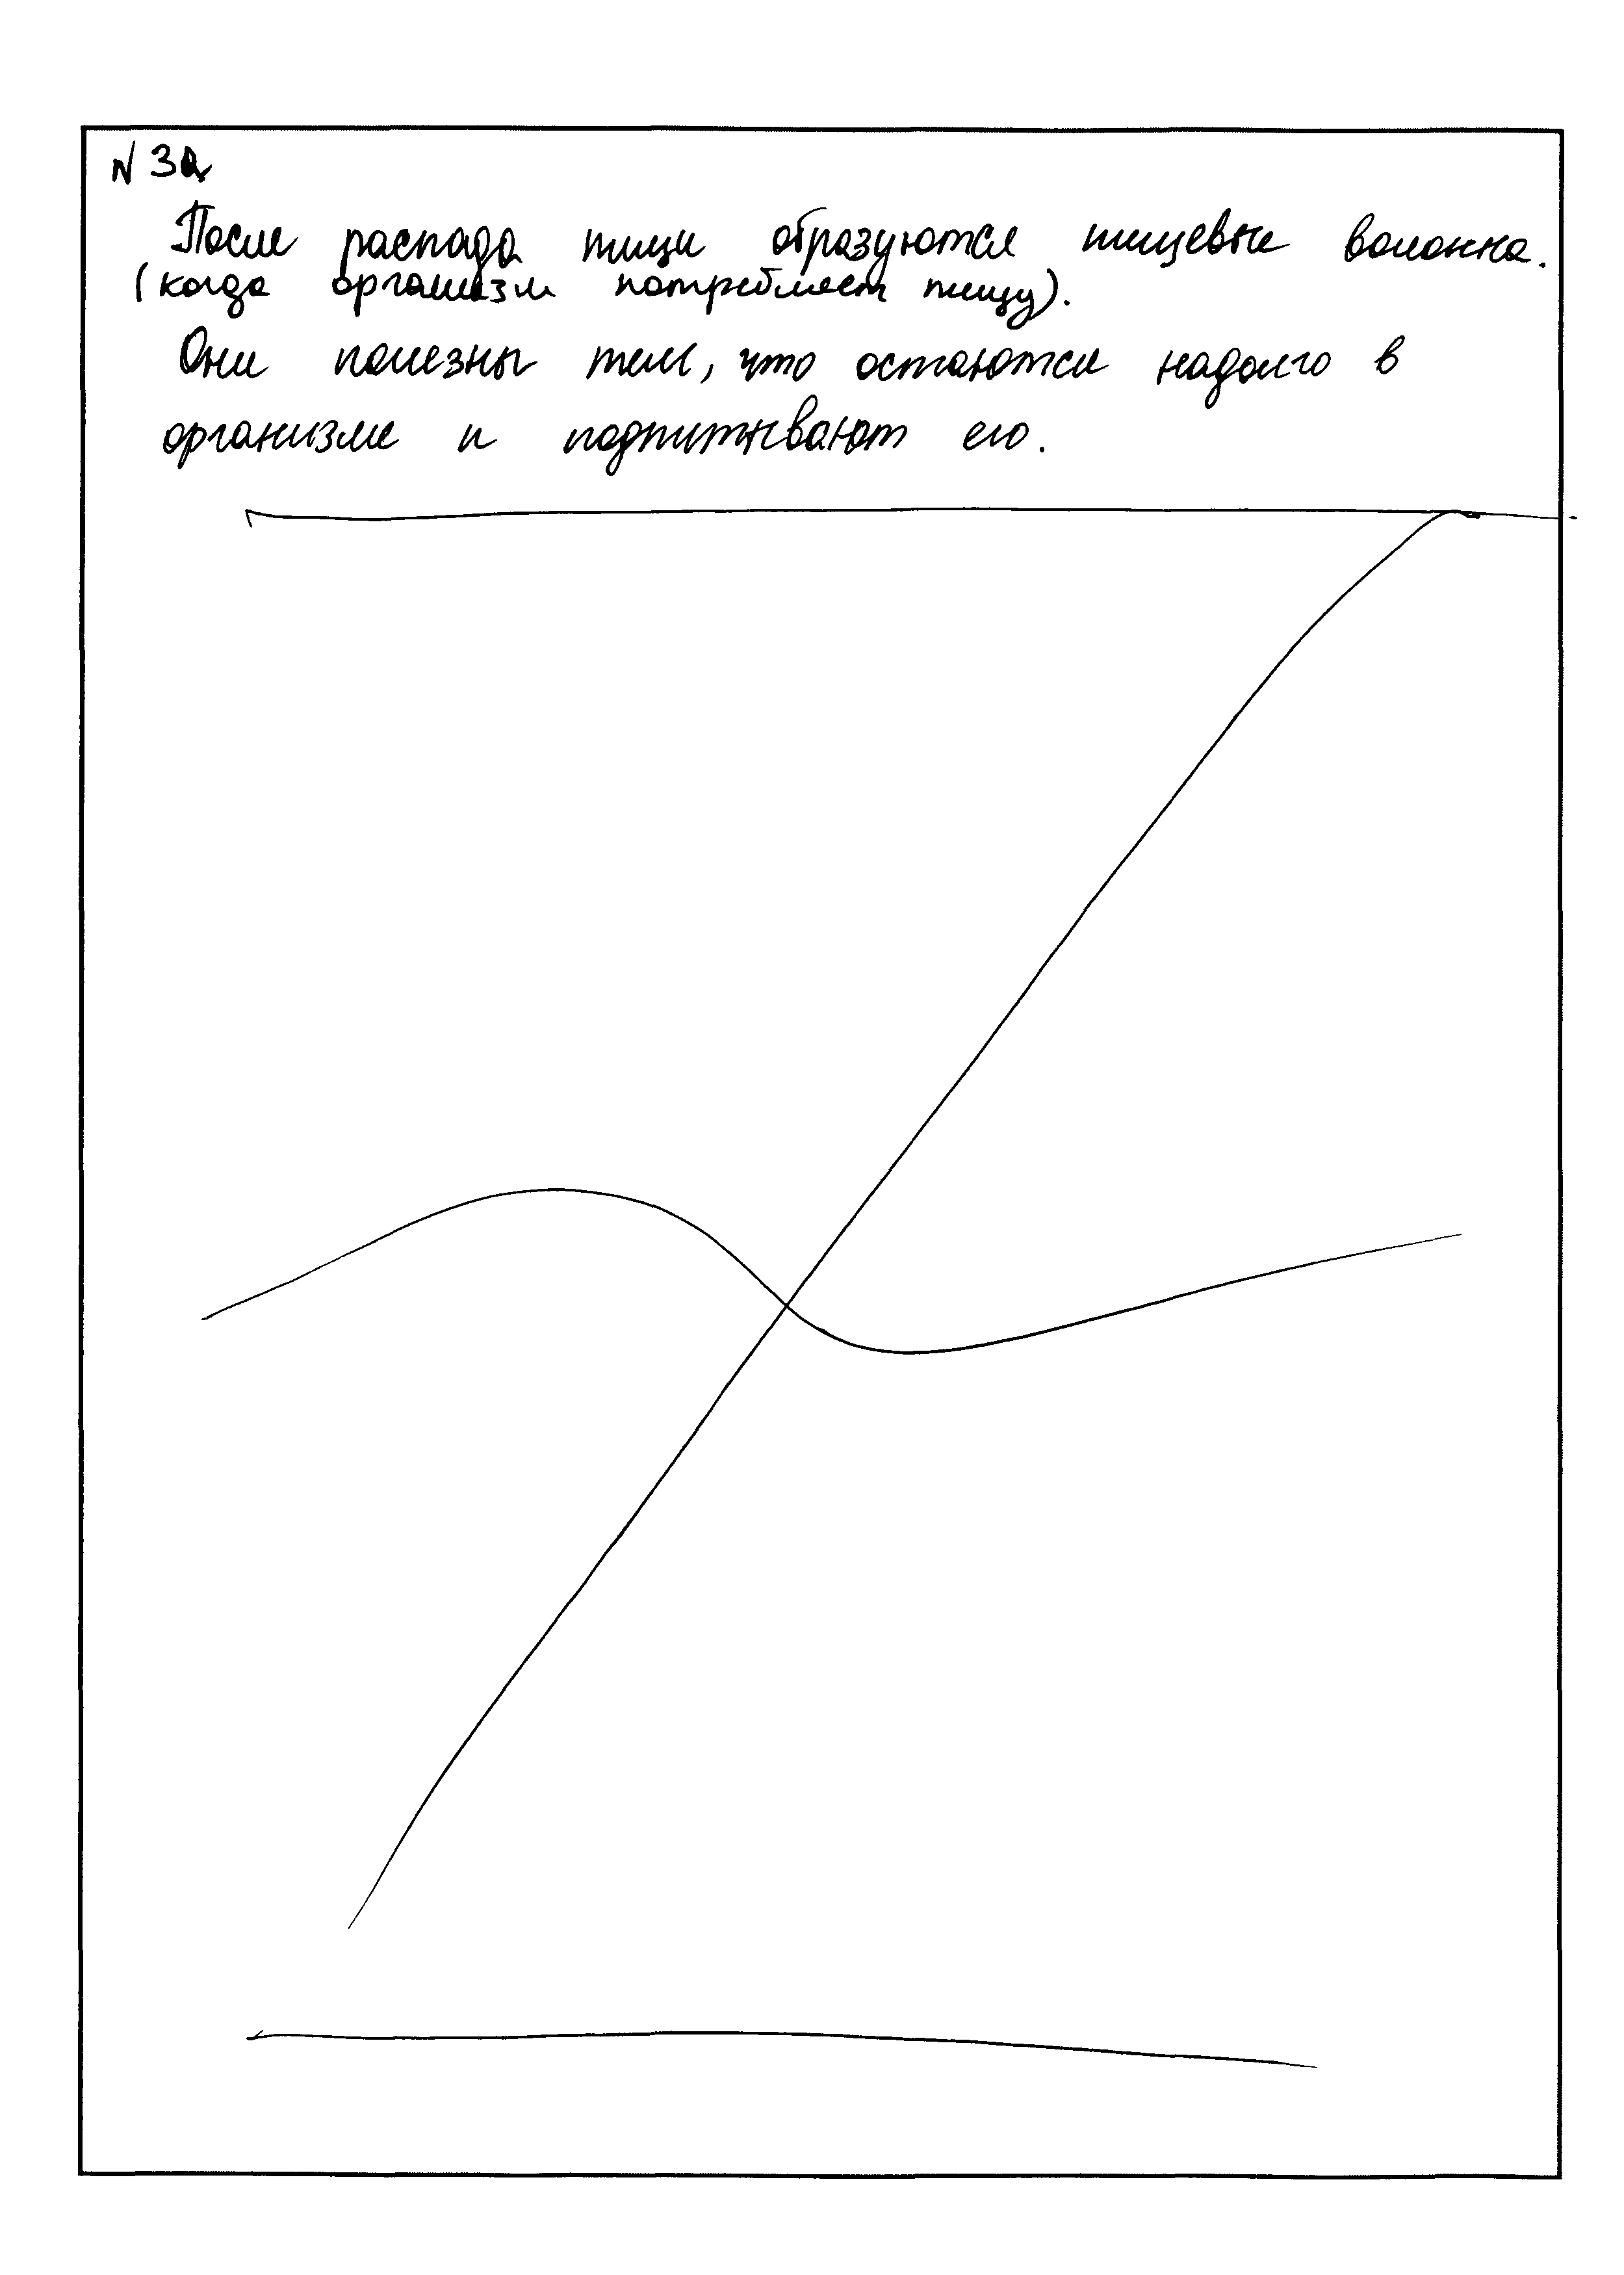 N 3a
После распада пищи образуются пищевые волокна.
(когда организм потребляет пищу).
Они полезны тем, что остаются надолго в
организме и подпитывают его.